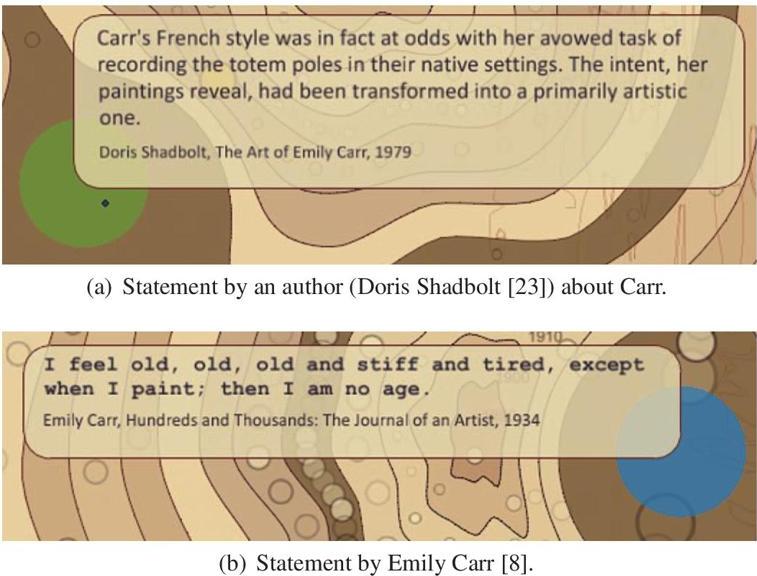 Carr's French style was in fact at odds with her avowed task of
recording the totem poles in their native settings. The intent, her
paintings reveal, had been transformed into a primarily artistic
one.
Doris Shadbolt, The Art of Emily Carr, 1979
(a) Statement by an author (Doris Shadbolt [23]) about Carr.
1910
I feel old, old, old and stiff and tired, except
when I paint; then I am no age.
1900
Emily Carr, Hundreds and Thousands: The Journal of an Artist, 1934
(b) Statement by Emily Carr [8].